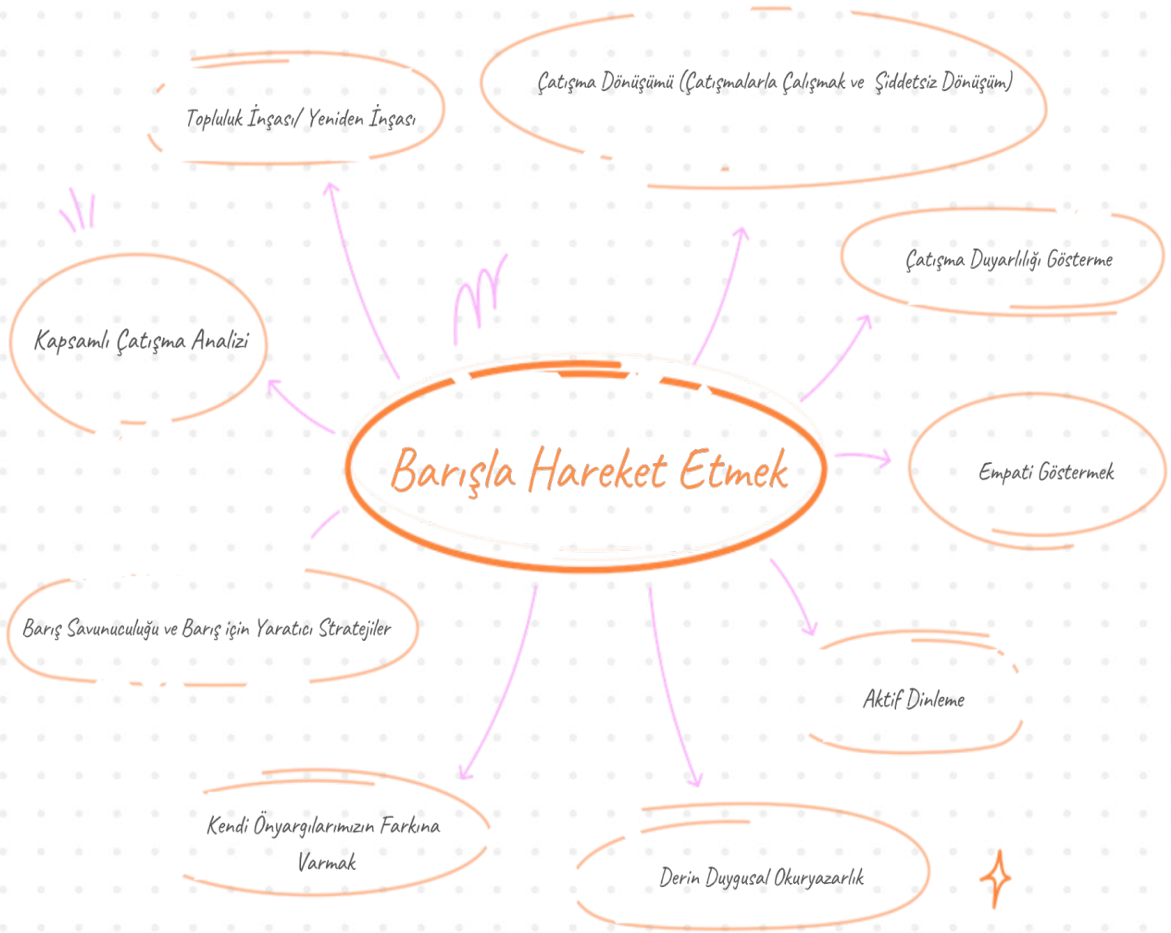 Çatışma Dönüşümü (Çatışmalarla Çalışmak ve Şiddetsiz Dönüşüm)
Topluluk İnşası/ Yeniden İnşası
Çatışma Duyarlılığı Gösterme
Kapsamlı Çatışma Analizi
Barışla Hareket Etmek
Empati Göstermek
Barış Savunuculuğu ve Barış için Yaratıcı Stratejiler
Aktif Dinleme
Kendi Önyargılarımızın Farkına
Varmak
Derin Duygusal Okuryazarlık